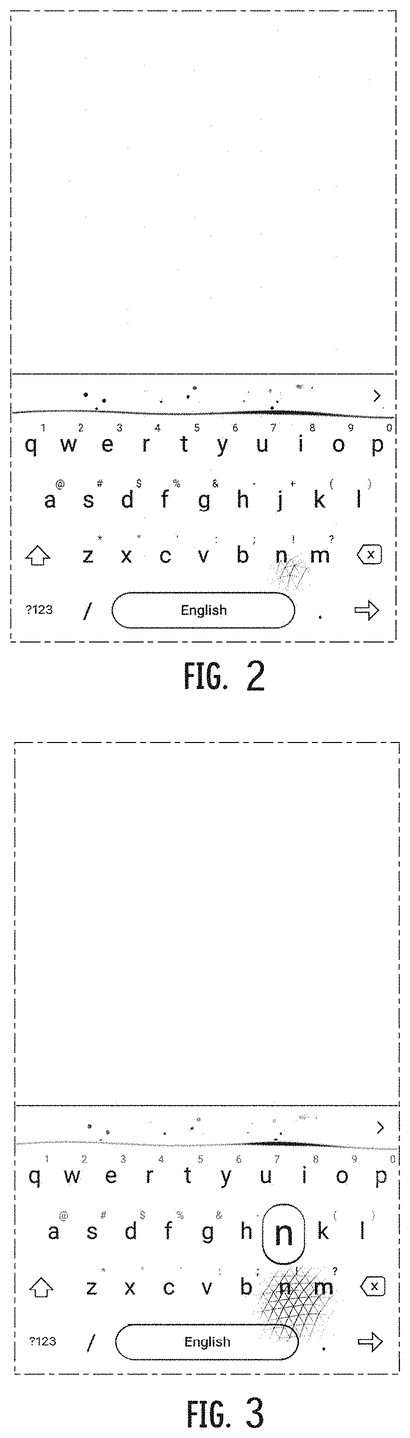 >
1 2 3 4 5 6 7 8 9 0
q w e r t y u i o p
@ # $ % & - + ( )
a s d f g h j k l
* " ' : ; ! ?
z x c v b n m x
?123 / English .
FIG. 2
>
1 2 3 4 5 6 7 8 9 0
q w e r t y u i o p
@ # $ % & - ( )
a s d f g h n k l
* " ' : ; ! ?
z x c v b n m x
?123 / English .
FIG. 3